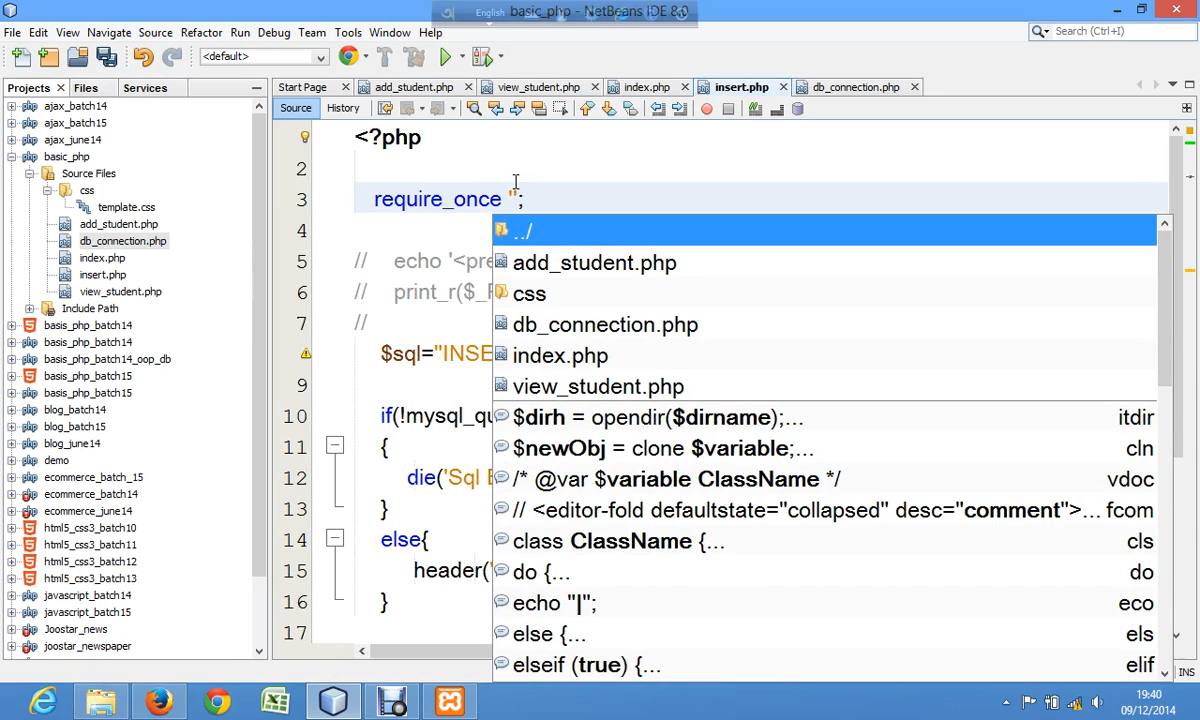 English
basic_php - NetBeans IDE 8.0
File Edit View Navigate Source Refactor Run Debug Team Tools Window Help
Search (Ctrl+I)
<default>
Projects Files Services
Start Page add_student.php view_student.php index.php insert.php db_connection.php
Source History
ajax_batch14
ajax_batch15
ajax_june14
basic_php
Source Files
css
template.css
add_student.php
db_connection.php
index.php
insert.php
view_student.php
Include Path
basis_php_batch14
basic_php_batch14
basic_php_batch14_oop_db
basis_php_batch15
basic_php_batch15
blog_batch14
blog_batch15
blog_june14
demo
ecommerce_batch_15
ecommerce_batch14
ecommerce_june14
html5_css3_batch10
html5_css3_batch11
html5_css3_batch12
html5_css3_batch13
javascript_batch14
javascript_batch15
Joostar_news
joostar_newspaper
<?php
2
3 require_once '';
4
5 // echo '<pre
6 // print_r($_
7 //
$sql="INSE
9
10 if(!mysql_qu
11 {
12 die('Sql E
13 }
14 else{
15 header('
16 }
17
../
add_student.php
css
db_connection.php
index.php
view_student.php
$dirh = opendir($dirname);... itdir
$newObj = clone $variable;... cln
/* @var $variable ClassName */ vdoc
// <editor-fold defaultstate="collapsed" desc="comment">... fcom
class ClassName {... cls
do {... do
echo "|"; eco
else {... els
elseif (true) {... elif
INS
19:40
09/12/2014